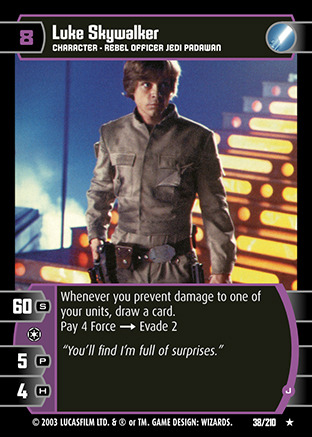 8
Luke Skywalker
CHARACTER - REBEL OFFICER JEDI PADAWAN
60 S
Whenever you prevent damage to one of
your units, draw a card.
Pay 4 Force → Evade 2
5 P
"You'll find I'm full of surprises."
4 H
J
© 2003 LUCASFILM LTD. & ® or TM. GAME DESIGN: WIZARDS.
38/210 ★